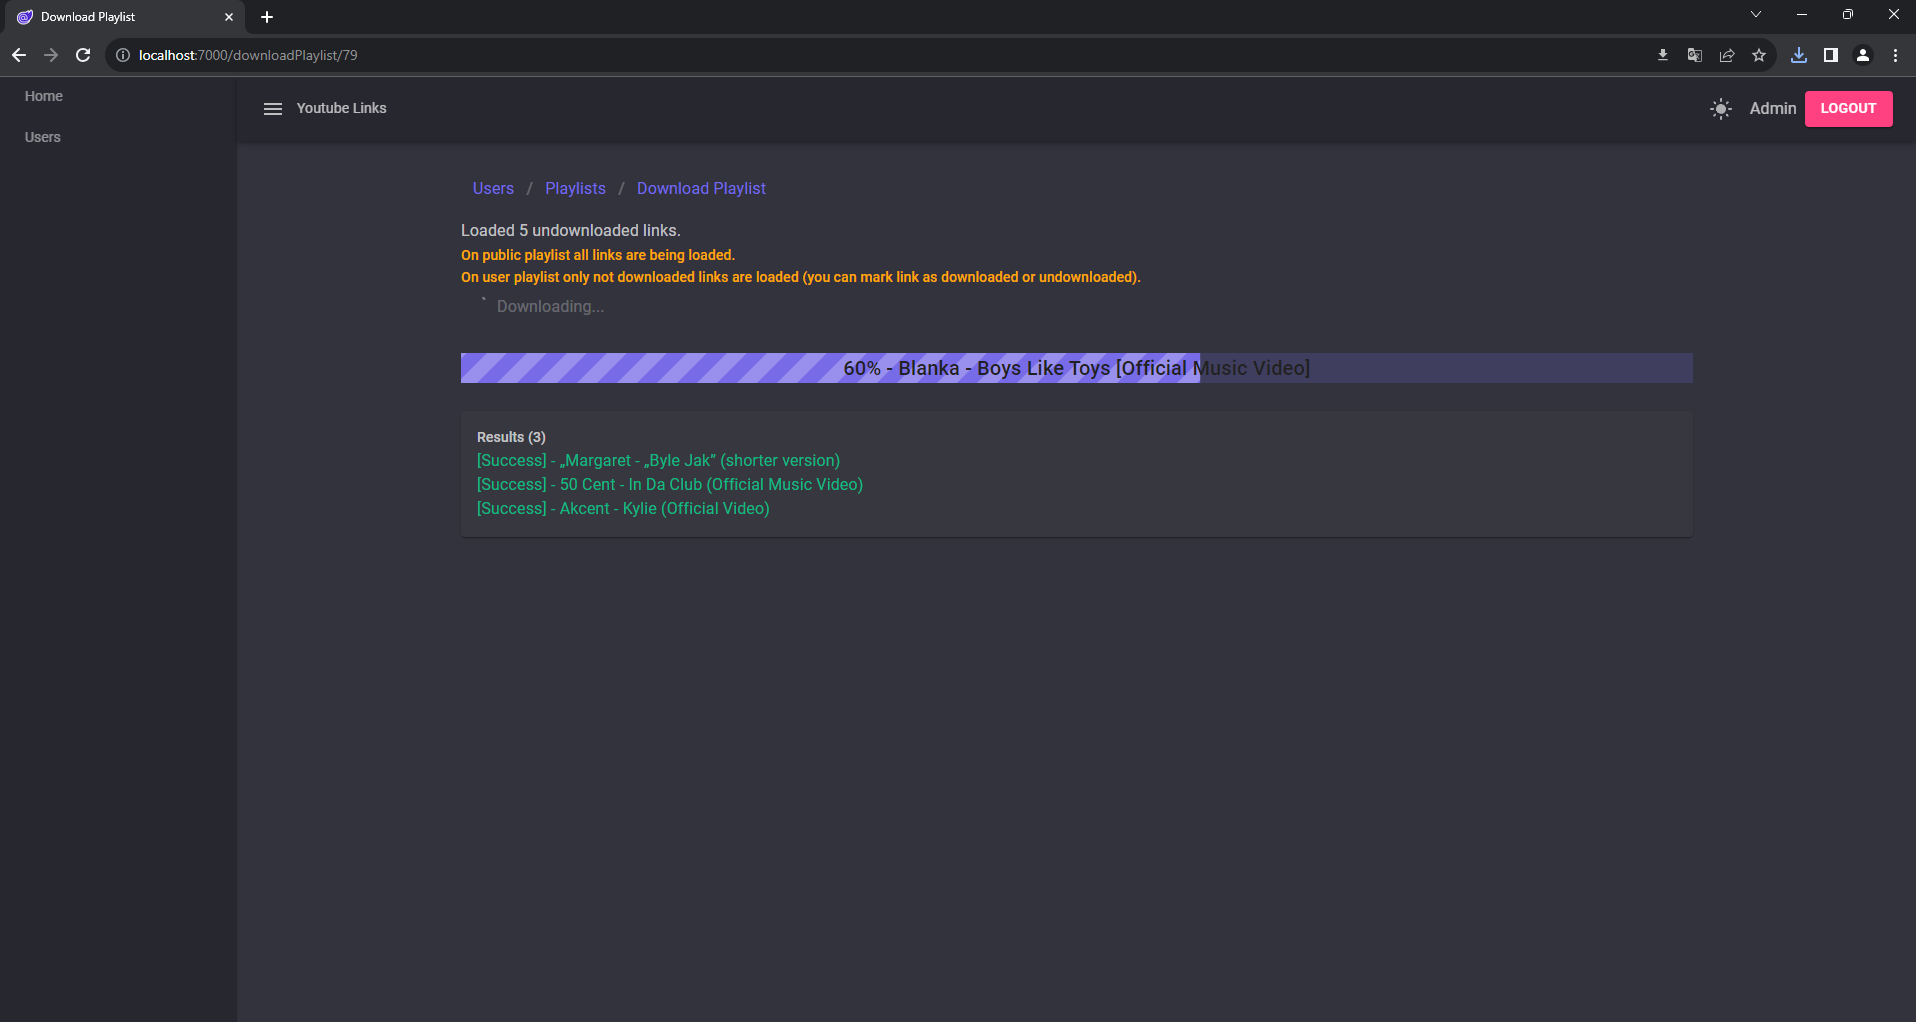 Download Playlist
localhost:7000/downloadPlaylist/79
Home
Users
Youtube Links
Admin
LOGOUT
Users / Playlists / Download Playlist
Loaded 5 undownloaded links.
On public playlist all links are being loaded.
On user playlist only not downloaded links are loaded (you can mark link as downloaded or undownloaded).
Downloading...
60% - Blanka - Boys Like Toys [Official Music Video]
Results (3)
[Success] - „Margaret - „Byle Jak” (shorter version)
[Success] - 50 Cent - In Da Club (Official Music Video)
[Success] - Akcent - Kylie (Official Video)